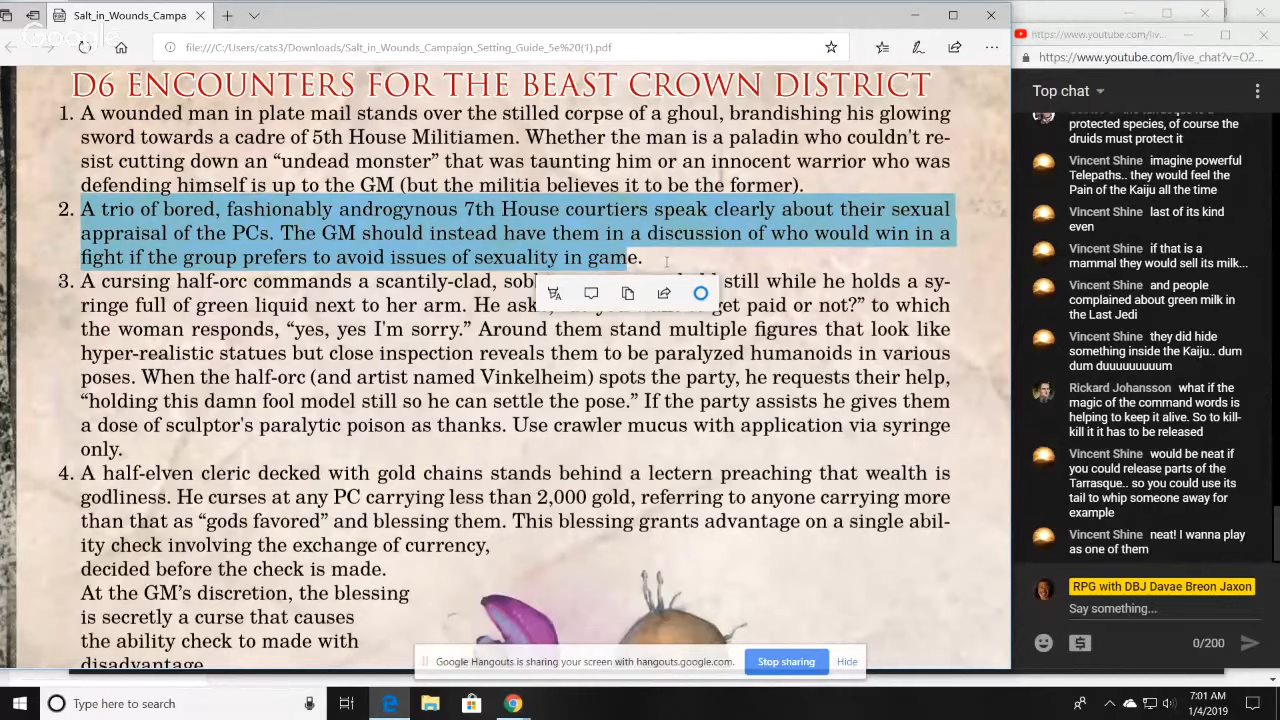 Salt_in_Wounds_Campa
Google
file:///C:/Users/cats3/Downloads/Salt_in_Wounds_Campaign_Setting_Guide_5e%20(1).pdf
D6 ENCOUNTERS FOR THE BEAST CROWN DISTRICT
1. A wounded man in plate mail stands over the stilled corpse of a ghoul, brandishing his glowing
sword towards a cadre of 5th House Militiamen. Whether the man is a paladin who couldn't re-
sist cutting down an “undead monster” that was taunting him or an innocent warrior who was
defending himself is up to the GM (but the militia believes it to be the former).
2. A trio of bored, fashionably androgynous 7th House courtiers speak clearly about their sexual
appraisal of the PCs. The GM should instead have them in a discussion of who would win in a
fight if the group prefers to avoid issues of sexuality in game.
3. A cursing half-orc commands a scantily-clad, still while he holds a sy-
ringe full of green liquid next to her arm. He get paid or not?” to which
the woman responds, “yes, yes I'm sorry.” Around them stand multiple figures that look like
hyper-realistic statues but close inspection reveals them to be paralyzed humanoids in various
poses. When the half-orc (and artist named Vinkelheim) spots the party, he requests their help,
“holding this damn fool model still so he can settle the pose.” If the party assists he gives them
a dose of sculptor's paralytic poison as thanks. Use crawler mucus with application via syringe
only.
4. A half-elven cleric decked with gold chains stands behind a lectern preaching that wealth is
godliness. He curses at any PC carrying less than 2,000 gold, referring to anyone carrying more
than that as “gods favored” and blessing them. This blessing grants advantage on a single abil-
ity check involving the exchange of currency,
decided before the check is made.
At the GM's discretion, the blessing
is secretly a curse that causes
the ability check to made with
disadvantage
Google Hangouts is sharing your screen with hangouts.google.com.
Stop sharing
Hide
https://www.youtube.com/liv...
https://www.youtube.com/live_chat?v=O2...
Top chat
protected species, of course the
druids must protect it
Vincent Shine imagine powerful
Telepaths.. they would feel the
Pain of the Kaiju all the time
Vincent Shine last of its kind
even
Vincent Shine if that is a
mammal they would sell its milk...
Vincent Shine and people
complained about green milk in
the Last Jedi
Vincent Shine they did hide
something inside the Kaiju.. dum
dum duuuuuuuum
Rickard Johansson what if the
magic of the command words is
helping to keep it alive. So to kill-
kill it it has to be released
Vincent Shine would be neat if
you could release parts of the
Tarrasque.. so you could use its
tail to whip someone away for
example
Vincent Shine neat! I wanna play
as one of them
RPG with DBJ Davae Breon Jaxon
Say something...
0/200
Type here to search
7:01 AM
1/4/2019